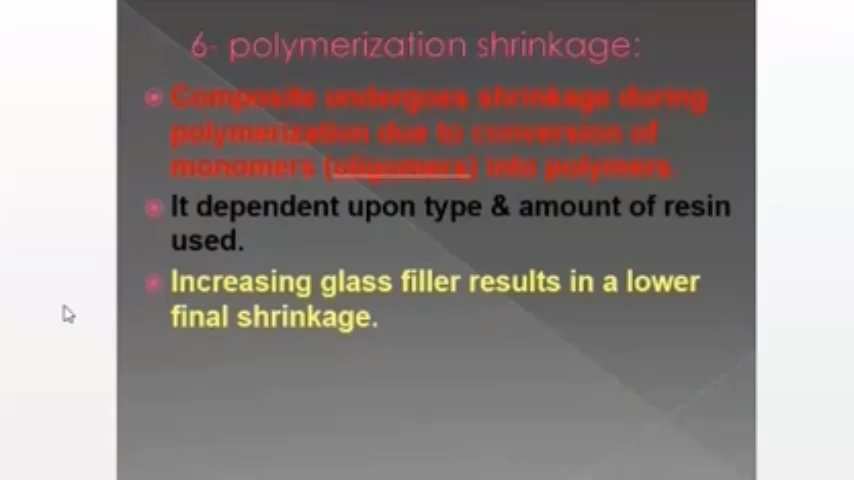 6- polymerization shrinkage:
Composite undergoes shrinkage during
polymerization due to conversion of
monomers (oligomers) into polymers.
It dependent upon type & amount of resin
used.
Increasing glass filler results in a lower
final shrinkage.